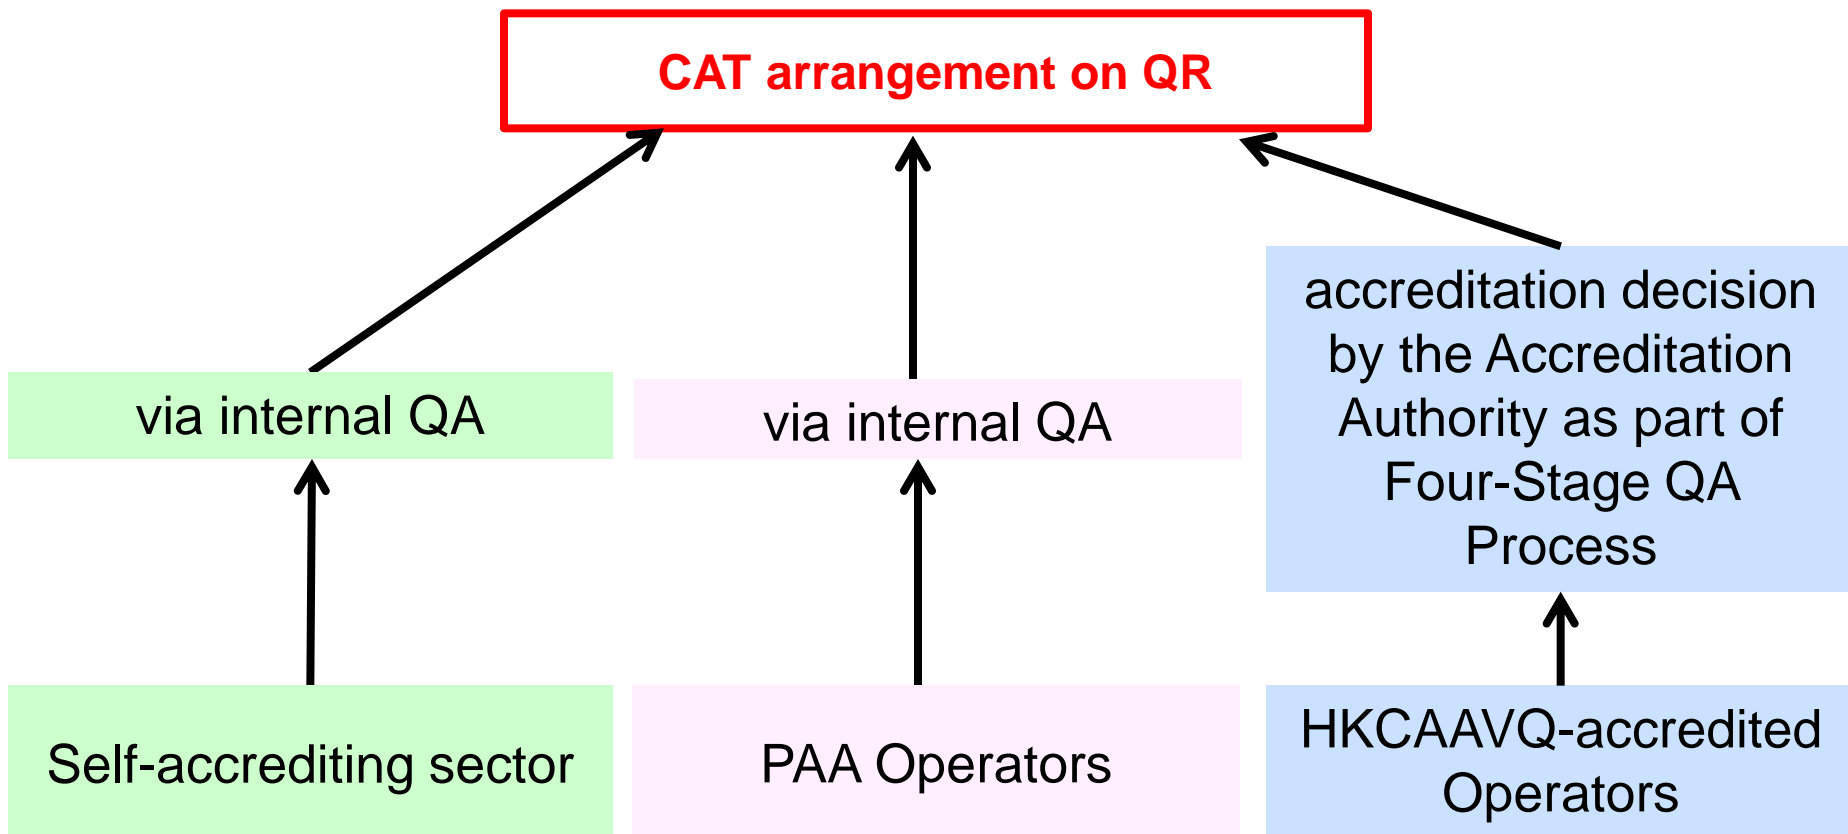 CAT arrangement on QR
via internal QA
via internal QA
accreditation decision
by the Accreditation
Authority as part of
Four-Stage QA
Process
Self-accrediting sector
PAA Operators
HKCAAVQ-accredited
Operators